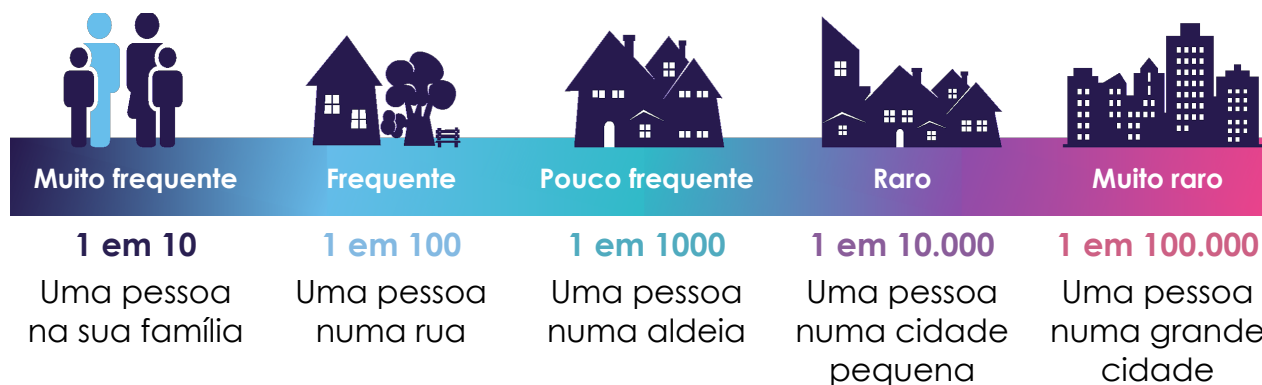 Muito frequente
Frequente
Pouco frequente
Raro
Muito raro
1 em 10
1 em 100
1 em 1000
1 em 10.000
1 em 100.000
Uma pessoa
na sua família
Uma pessoa
numa rua
Uma pessoa
numa aldeia
Uma pessoa
numa cidade
pequena
Uma pessoa
numa grande
cidade